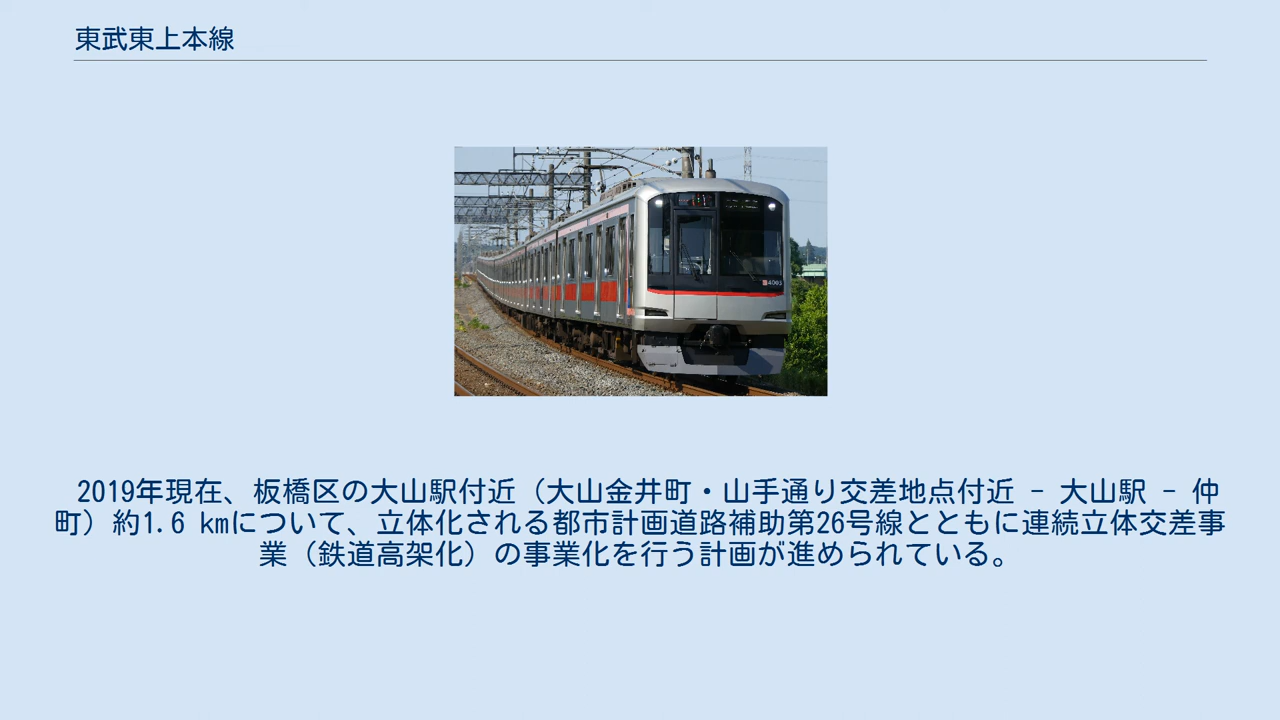 東武東上本線
4003
2019年現在、板橋区の大山駅付近（大山金井町・山手通り交差地点付近 - 大山駅 - 仲
町）約1.6 kmについて、立体化される都市計画道路補助第26号線とともに連続立体交差事
業（鉄道高架化）の事業化を行う計画が進められている。